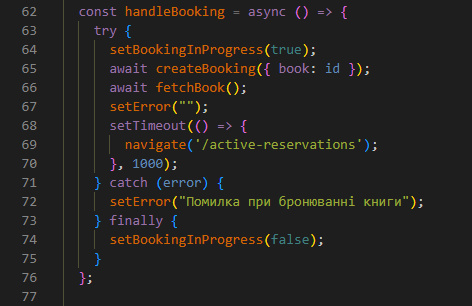 62 const handleBooking = async () => {
63 try {
64 setBookingInProgress(true);
65 await createBooking({ book: id });
66 await fetchBook();
67 setError("");
68 setTimeout(() => {
69 navigate('/active-reservations');
70 }, 1000);
71 } catch (error) {
72 setError("Помилка при бронюванні книги");
73 } finally {
74 setBookingInProgress(false);
75 }
76 };
77